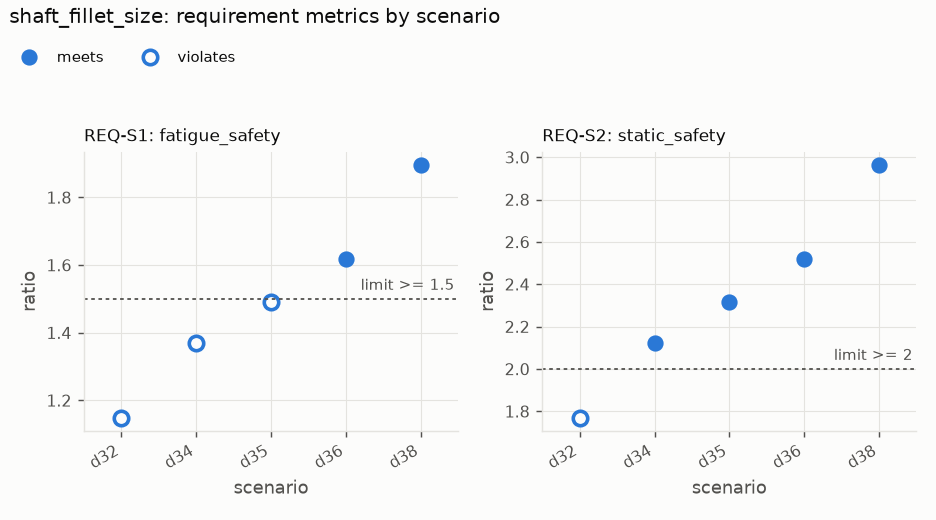 shaft_fillet_size: requirement metrics by scenario
meets
violates
REQ-S1: fatigue_safety
1.8
1.6
1.4
1.2
ratio
limit >= 1.5
d32
d34
d35
d36
d38
scenario
REQ-S2: static_safety
3.0
2.8
2.6
2.4
2.2
2.0
1.8
ratio
limit >= 2
d32
d34
d35
d36
d38
scenario